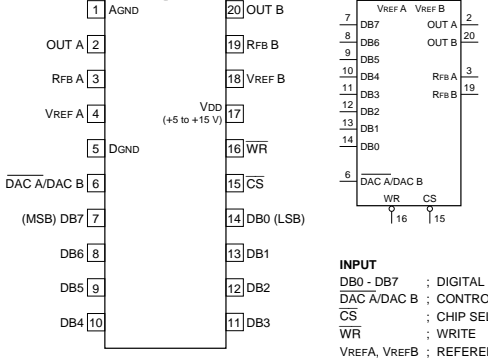 1 AGND
20 OUT B
OUT A 2
19 RFB B
RFB A 3
18 VREF B
VREF A 4
VDD
(+5 to +15 V)
17
5 DGND
16 WR
DAC A/DAC B 6
15 CS
(MSB) DB7 7
14 DB0 (LSB)
DB6 8
13 DB1
DB5 9
12 DB2
DB4 10
11 DB3
VREF A VREF B
7 DB7
OUT A 2
8 DB6
OUT B 20
9 DB5
10 DB4
RFB A 3
11 DB3
RFB B 19
12 DB2
13 DB1
14 DB0
6 DAC A/DAC B
WR CS
16 15
INPUT
DB0 - DB7 ; DIGITAL
DAC A/DAC B ;
CS ; CHIP
WR ; WRITE
VREFA, VREFB ;